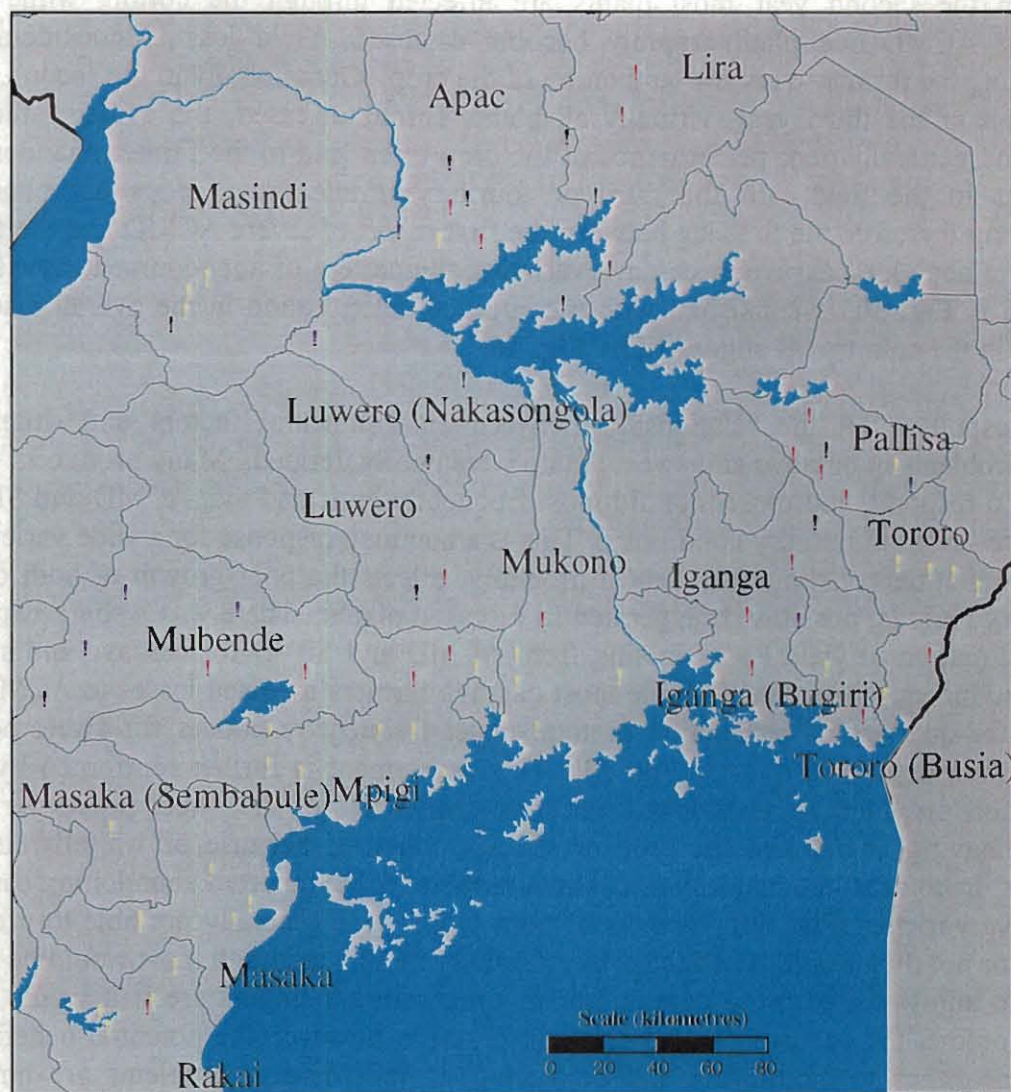 Lira
Apac
Masindi
Luwero (Nakasongola)
Pallisa
Luwero
Tororo
Mukono
Iganga
Mubende
Iganga (Bugiri)
Tororo (Busia)
Masaka (Sembabule)
Mpigi
Masaka
Scale (kilometres)
0 20 40 60 80
Rakai